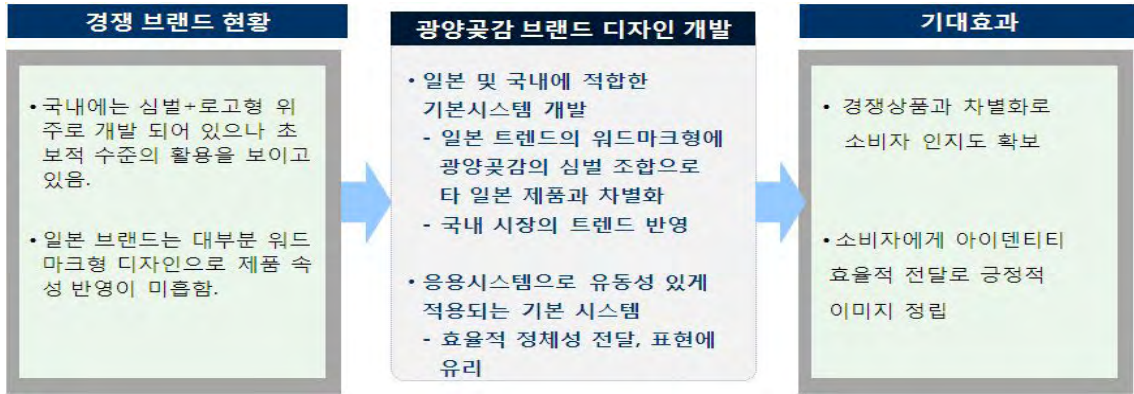 경쟁 브랜드 현황
• 국내에는 심벌+로고형 위
주로 개발 되어 있으나 초
보적 수준의 활용을 보이고
있음.
• 일본 브랜드는 대부분 워드
마크형 디자인으로 제품 속
성 반영이 미흡함.
광양곶감 브랜드 디자인 개발
• 일본 및 국내에 적합한
기본시스템 개발
- 일본 트렌드의 워드마크형에
광양곶감의 심벌 조합으로
타 일본 제품과 차별화
- 국내 시장의 트렌드 반영
• 응용시스템으로 유동성 있게
적용되는 기본 시스템
- 효율적 정체성 전달, 표현에
유리
기대효과
• 경쟁상품과 차별화로
소비자 인지도 확보
• 소비자에게 아이덴티티
효율적 전달로 긍정적
이미지 정립